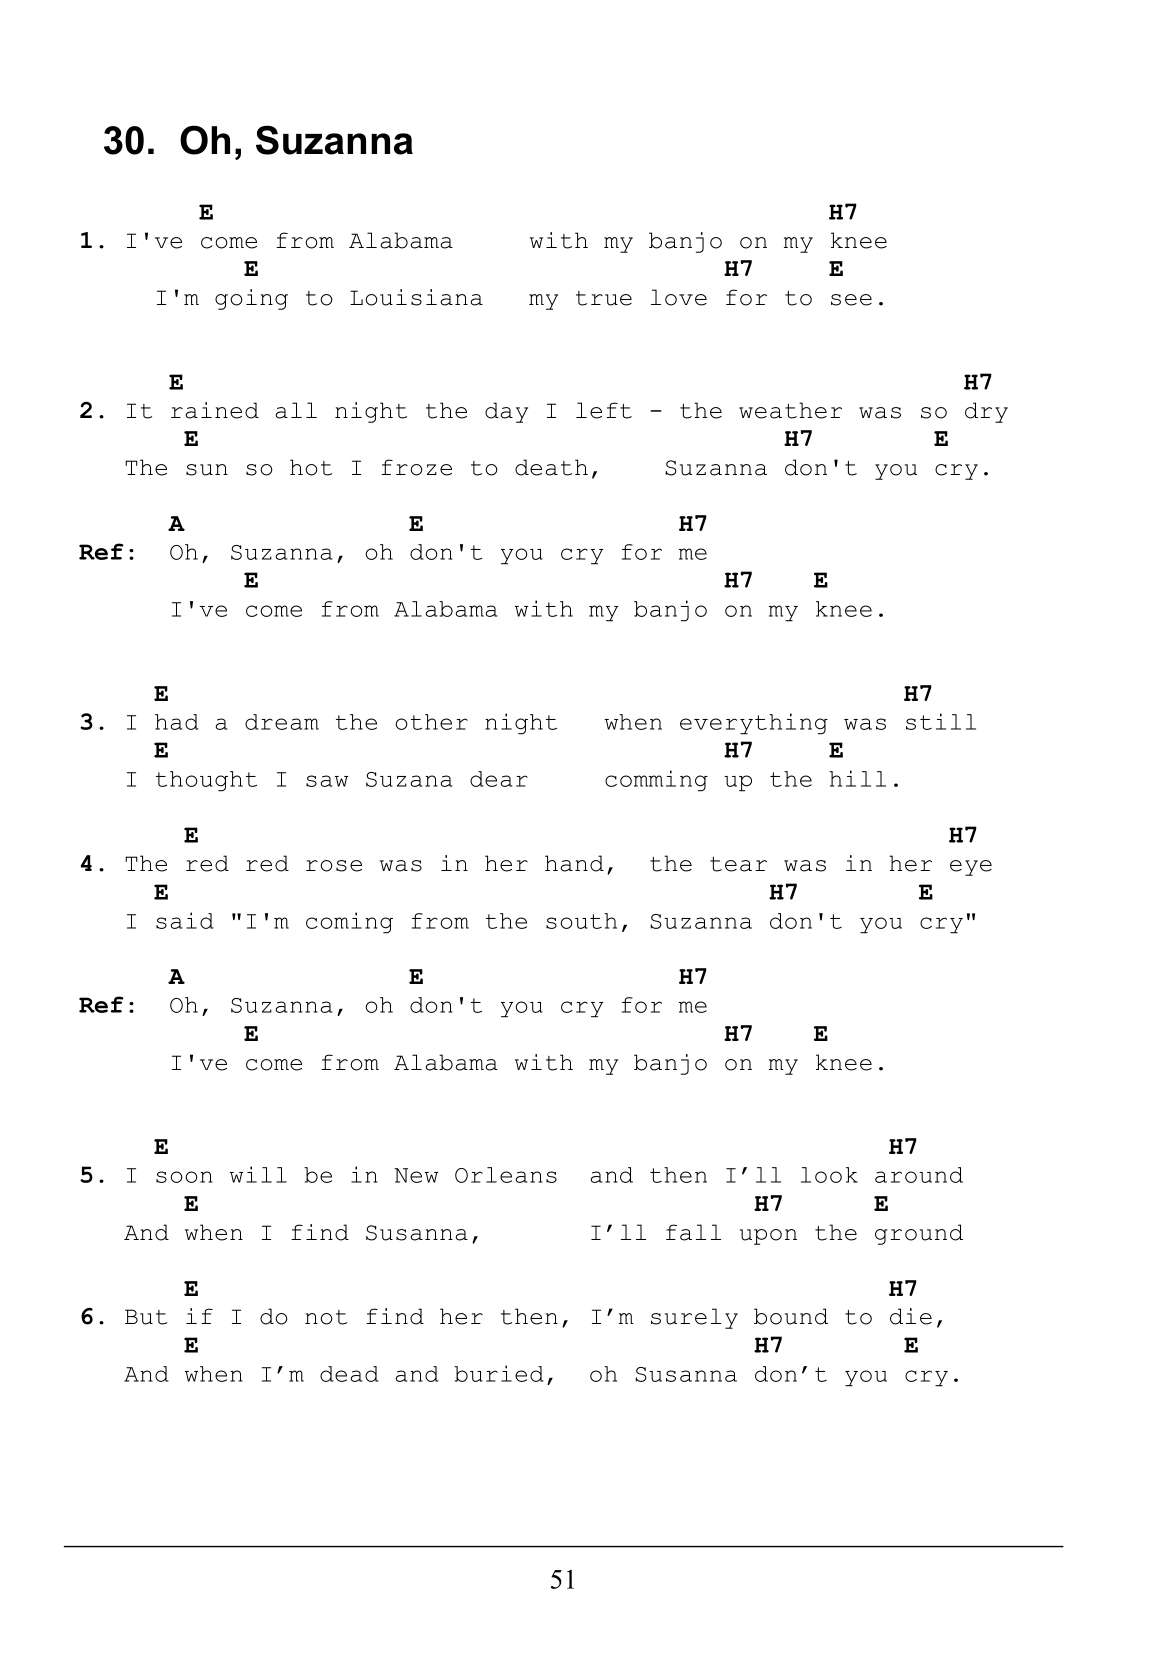 30. Oh, Suzanna
E H7
1. I've come from Alabama with my banjo on my knee
E H7 E
I'm going to Louisiana my true love for to see.
E H7
2. It rained all night the day I left - the weather was so dry
E H7 E
The sun so hot I froze to death, Suzanna don't you cry.
A E H7
Ref: Oh, Suzanna, oh don't you cry for me
E H7 E
I've come from Alabama with my banjo on my knee.
E H7
3. I had a dream the other night when everything was still
E H7 E
I thought I saw Suzana dear comming up the hill.
E H7
4. The red red rose was in her hand, the tear was in her eye
E H7 E
I said "I'm coming from the south, Suzanna don't you cry"
A E H7
Ref: Oh, Suzanna, oh don't you cry for me
E H7 E
I've come from Alabama with my banjo on my knee.
E H7
5. I soon will be in New Orleans and then I’ll look around
E H7 E
And when I find Susanna, I’ll fall upon the ground
E H7
6. But if I do not find her then, I’m surely bound to die,
E H7 E
And when I’m dead and buried, oh Susanna don’t you cry.
51